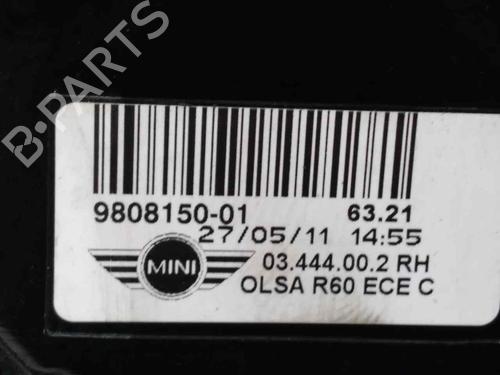 B-PARTS
9808150-01 63.21
27/05/11 14:55
MINI
03.444.00.2 RH
OLSA R60 ECE C